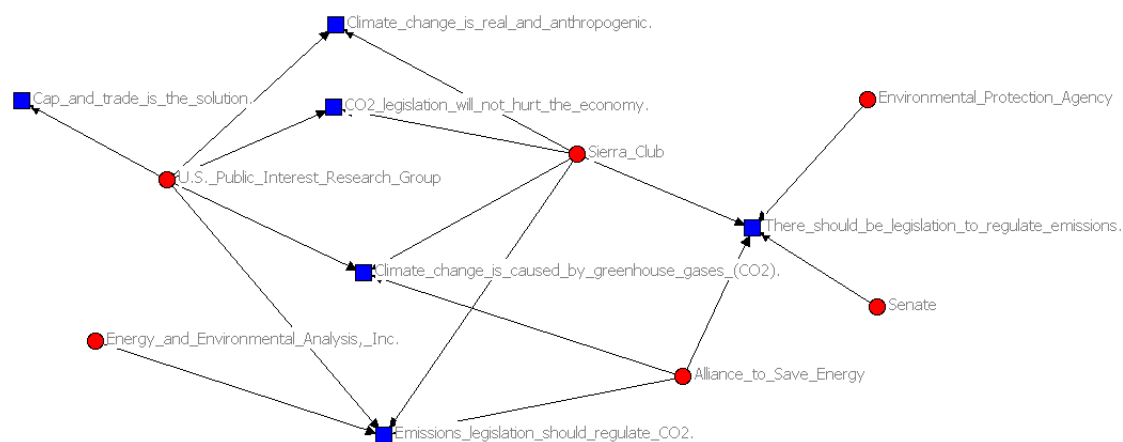 Climate_change_is_real_and_anthropogenic.
Cap_and_trade_is_the_solution.
CO2_legislation_will_not_hurt_the_economy.
Environmental_Protection_Agency
Sierra_Club
U.S._Public_Interest_Research_Group
There_should_be_legislation_to_regulate_emissions.
Climate_change_is_caused_by_greenhouse_gases_(CO2).
Senate
Energy_and_Environmental_Analysis,_Inc.
Alliance_to_Save_Energy
Emissions_legislation_should_regulate_CO2.